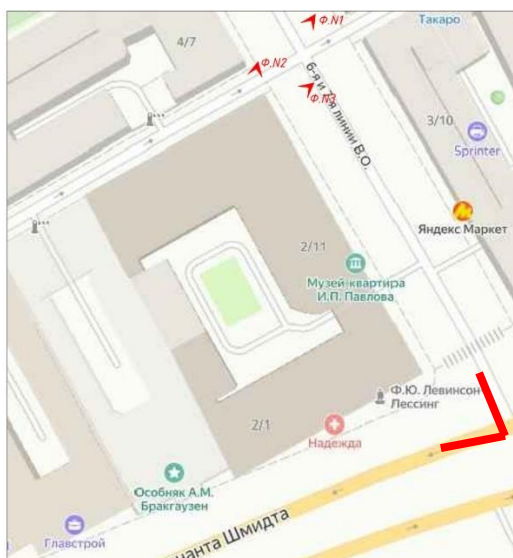 Ф.N1
Такаро
4/7
Ф.N2
Ф.N3
6-я и 7-я линии В.О.
3/10
Sprinter
Яндекс Маркет
2/11
Музей-квартира
И.П. Павлова
Ф.Ю. Левинсон-
Лессинг
2/1
Надежда
Особняк А.М.
Бракгаузен
Главстрой
Шмидта